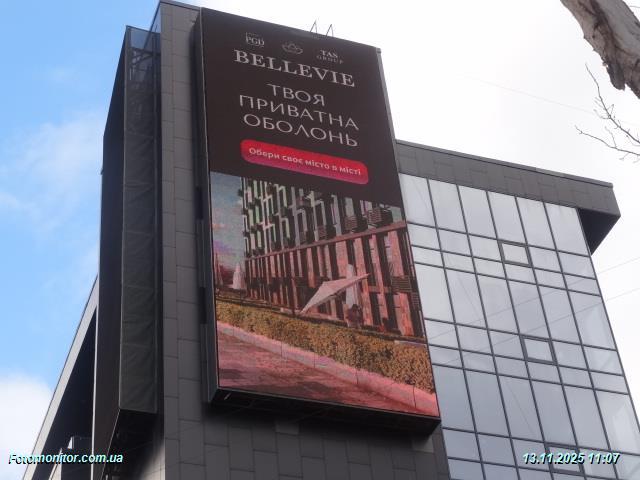 PGD
TAS
GROUP
BELLEVIE
ТВОЯ
ПРИВАТНА
ОБОЛОНЬ
Обери своє місто в місті
Fotomonitor.com.ua
13.11.2025 11:07